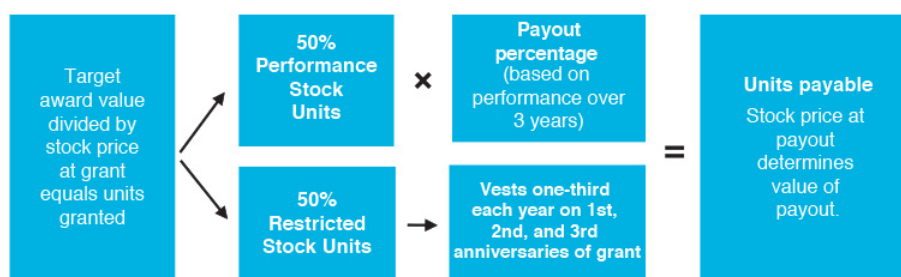 Target
award value
divided by
stock price
at grant
equals units
granted
50%
Performance
Stock
Units
×
Payout
percentage
(based on
performance over
3 years)
50%
Restricted
Stock Units
Vests one-third
each year on 1st,
2nd, and 3rd
anniversaries of grant
=
Units payable
Stock price at
payout
determines
value of
payout.